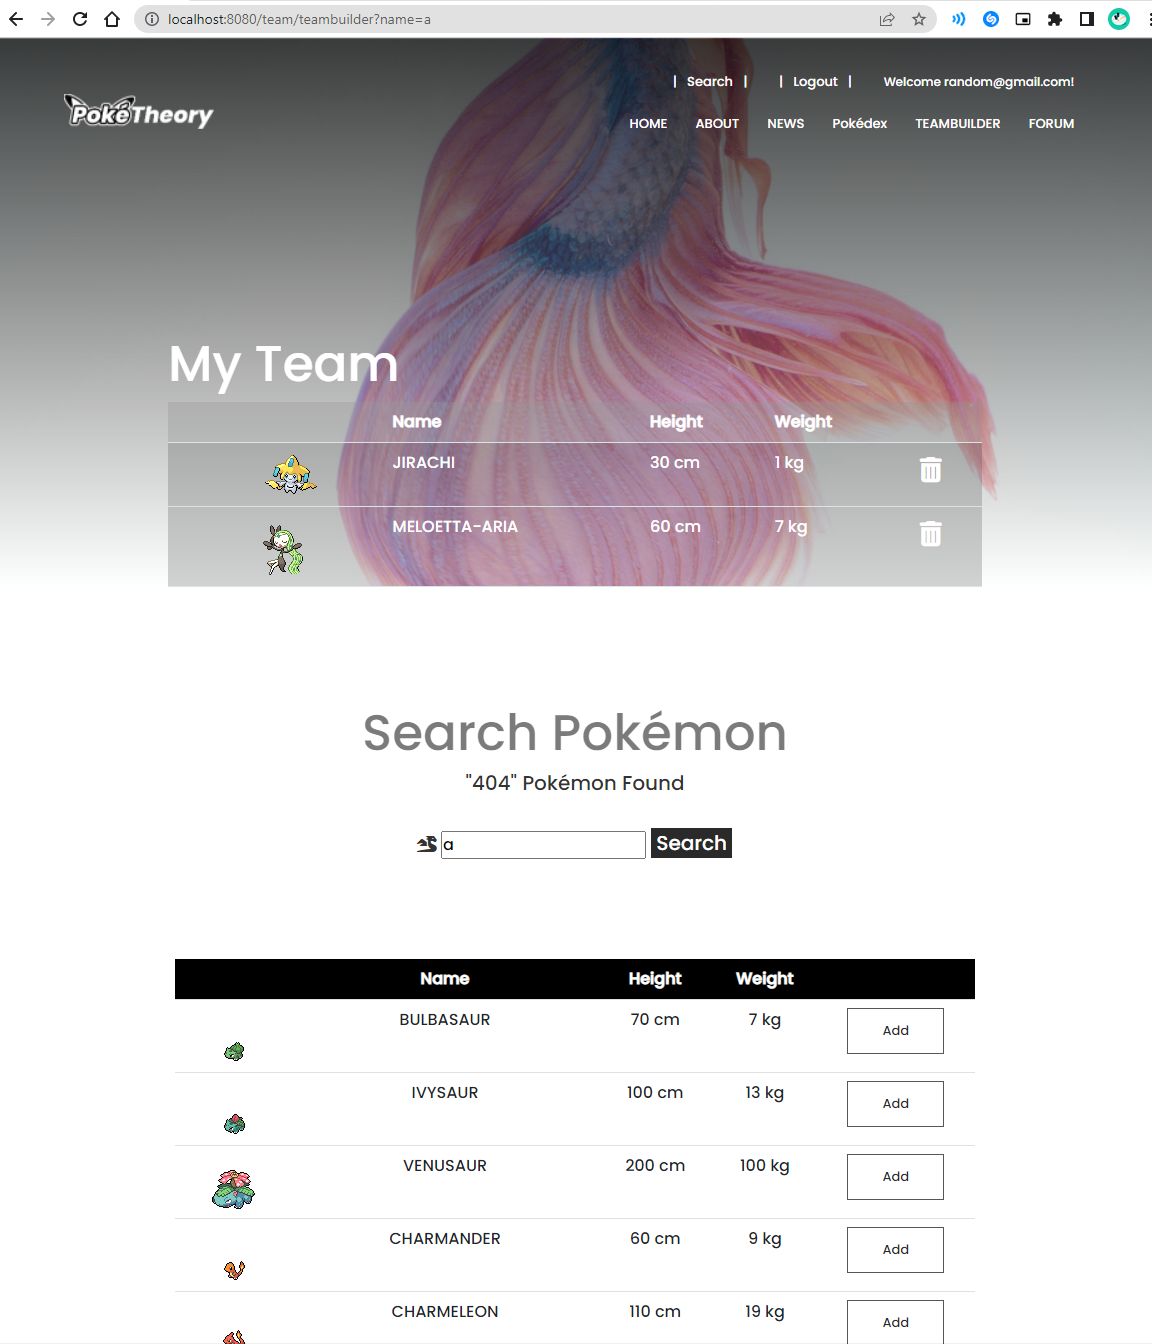 localhost:8080/team/teambuilder?name=a
| Search | | Logout | Welcome random@gmail.com!
PokéTheory
HOME ABOUT NEWS Pokédex TEAMBUILDER FORUM
My Team
Name Height Weight
JIRACHI 30 cm 1 kg
MELOETTA-ARIA 60 cm 7 kg
Search Pokémon
"404" Pokémon Found
a Search
Name Height Weight
BULBASAUR 70 cm 7 kg Add
IVYSAUR 100 cm 13 kg Add
VENUSAUR 200 cm 100 kg Add
CHARMANDER 60 cm 9 kg Add
CHARMELEON 110 cm 19 kg Add